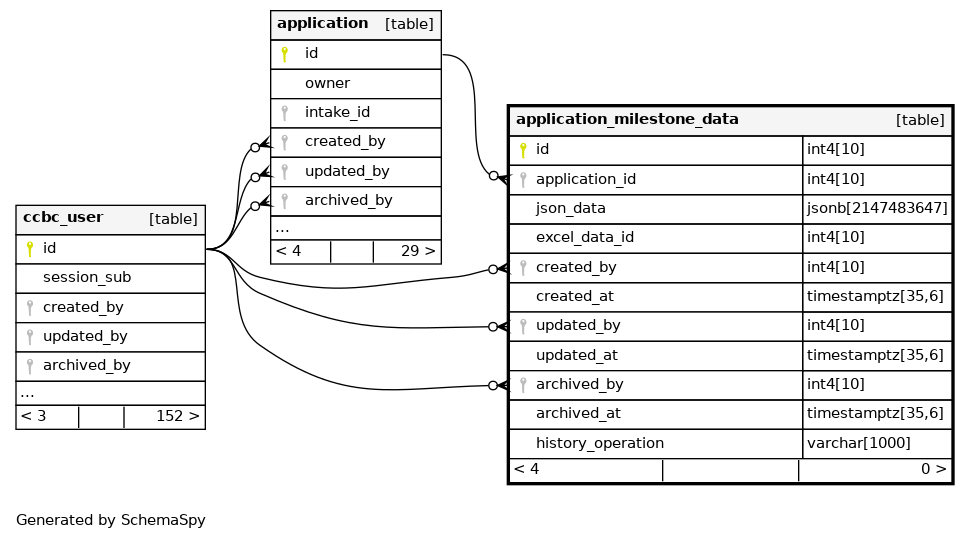 application [table]
id
owner
intake_id
created_by
updated_by
archived_by
...
< 4 29 >
application_milestone_data [table]
id int4[10]
application_id int4[10]
json_data jsonb[2147483647]
excel_data_id int4[10]
created_by int4[10]
created_at timestamptz[35,6]
updated_by int4[10]
updated_at timestamptz[35,6]
archived_by int4[10]
archived_at timestamptz[35,6]
history_operation varchar[1000]
< 4 0 >
ccbc_user [table]
id
session_sub
created_by
updated_by
archived_by
...
< 3 152 >
Generated by SchemaSpy